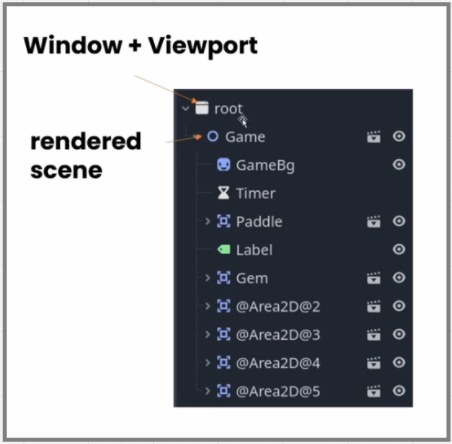 Window + Viewport
root
rendered
scene
Game
GameBg
Timer
Paddle
Label
Gem
@Area2D@2
@Area2D@3
@Area2D@4
@Area2D@5